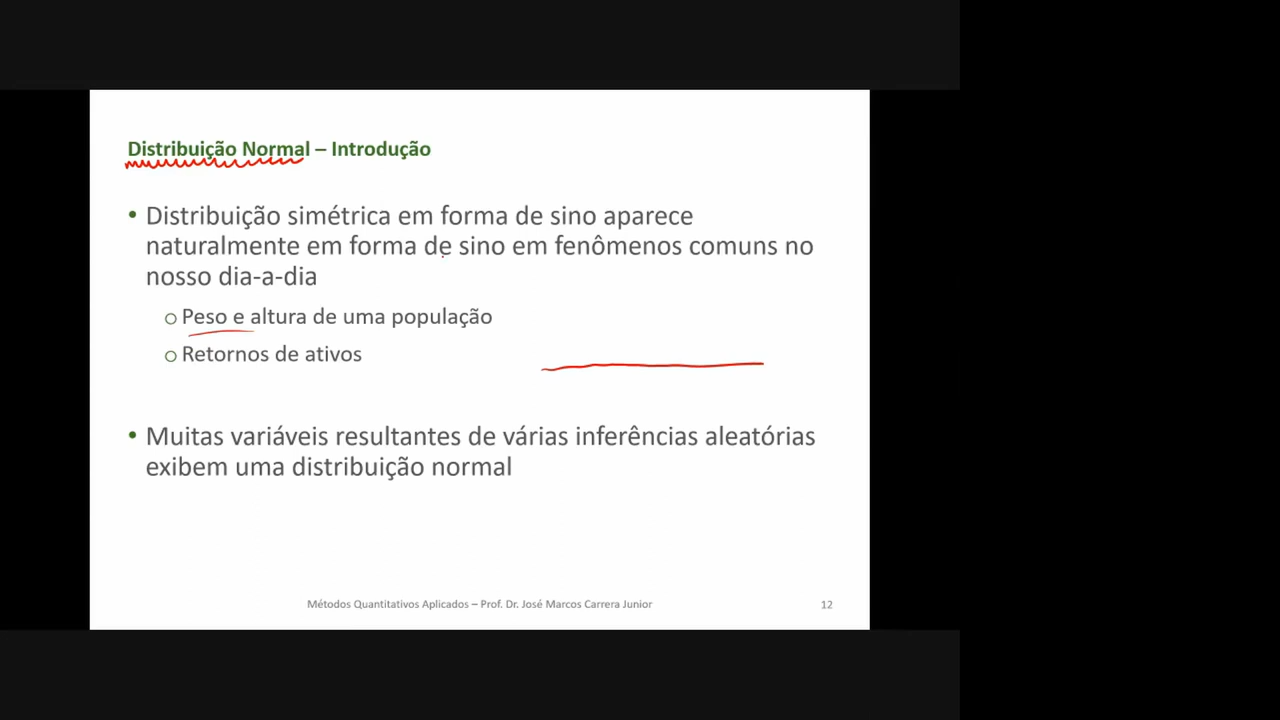 Distribuição Normal – Introdução
• Distribuição simétrica em forma de sino aparece
naturalmente em forma de sino em fenômenos comuns no
nosso dia-a-dia
o Peso e altura de uma população
o Retornos de ativos
• Muitas variáveis resultantes de várias inferências aleatórias
exibem uma distribuição normal
Métodos Quantitativos Aplicados – Prof. Dr. José Marcos Carrera Junior
12